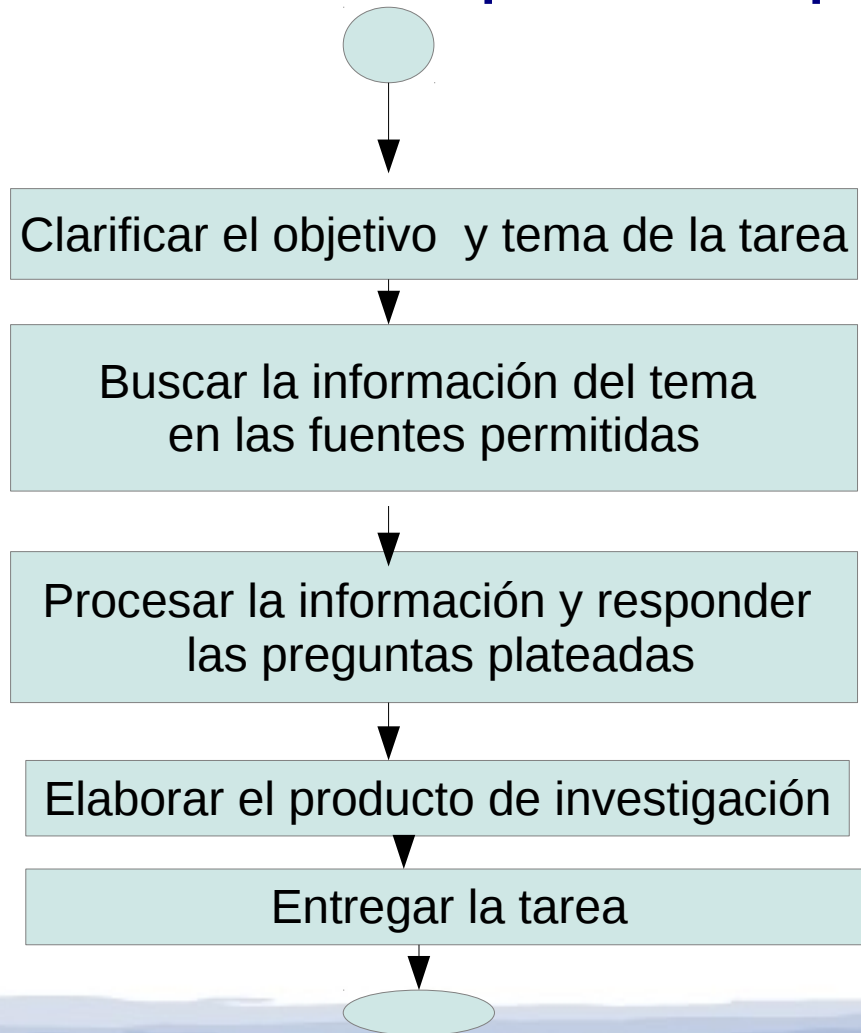 Clarificar el objetivo  y tema de la tarea
Buscar la información del tema
en las fuentes permitidas
Procesar la información y responder
las preguntas plateadas
Elaborar el producto de investigación
Entregar la tarea